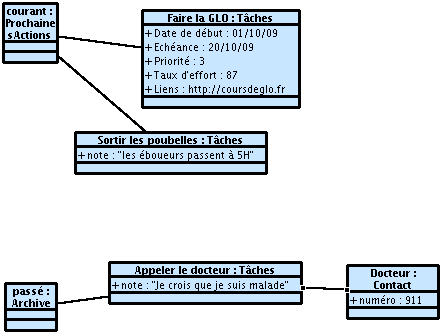 courant :
Prochaine
sActions
Faire la GLO : Tâches
+ Date de début : 01/10/09
+ Echéance : 20/10/09
+ Priorité : 3
+ Taux d'effort : 87
+ Liens : http://coursdeglo.fr
Sortir les poubelles : Tâches
+ note : "les éboueurs passent à 5H"
Appeler le docteur : Tâches
+ note : "Je crois que je suis malade"
Docteur :
Contact
+ numéro : 911
passé :
Archive